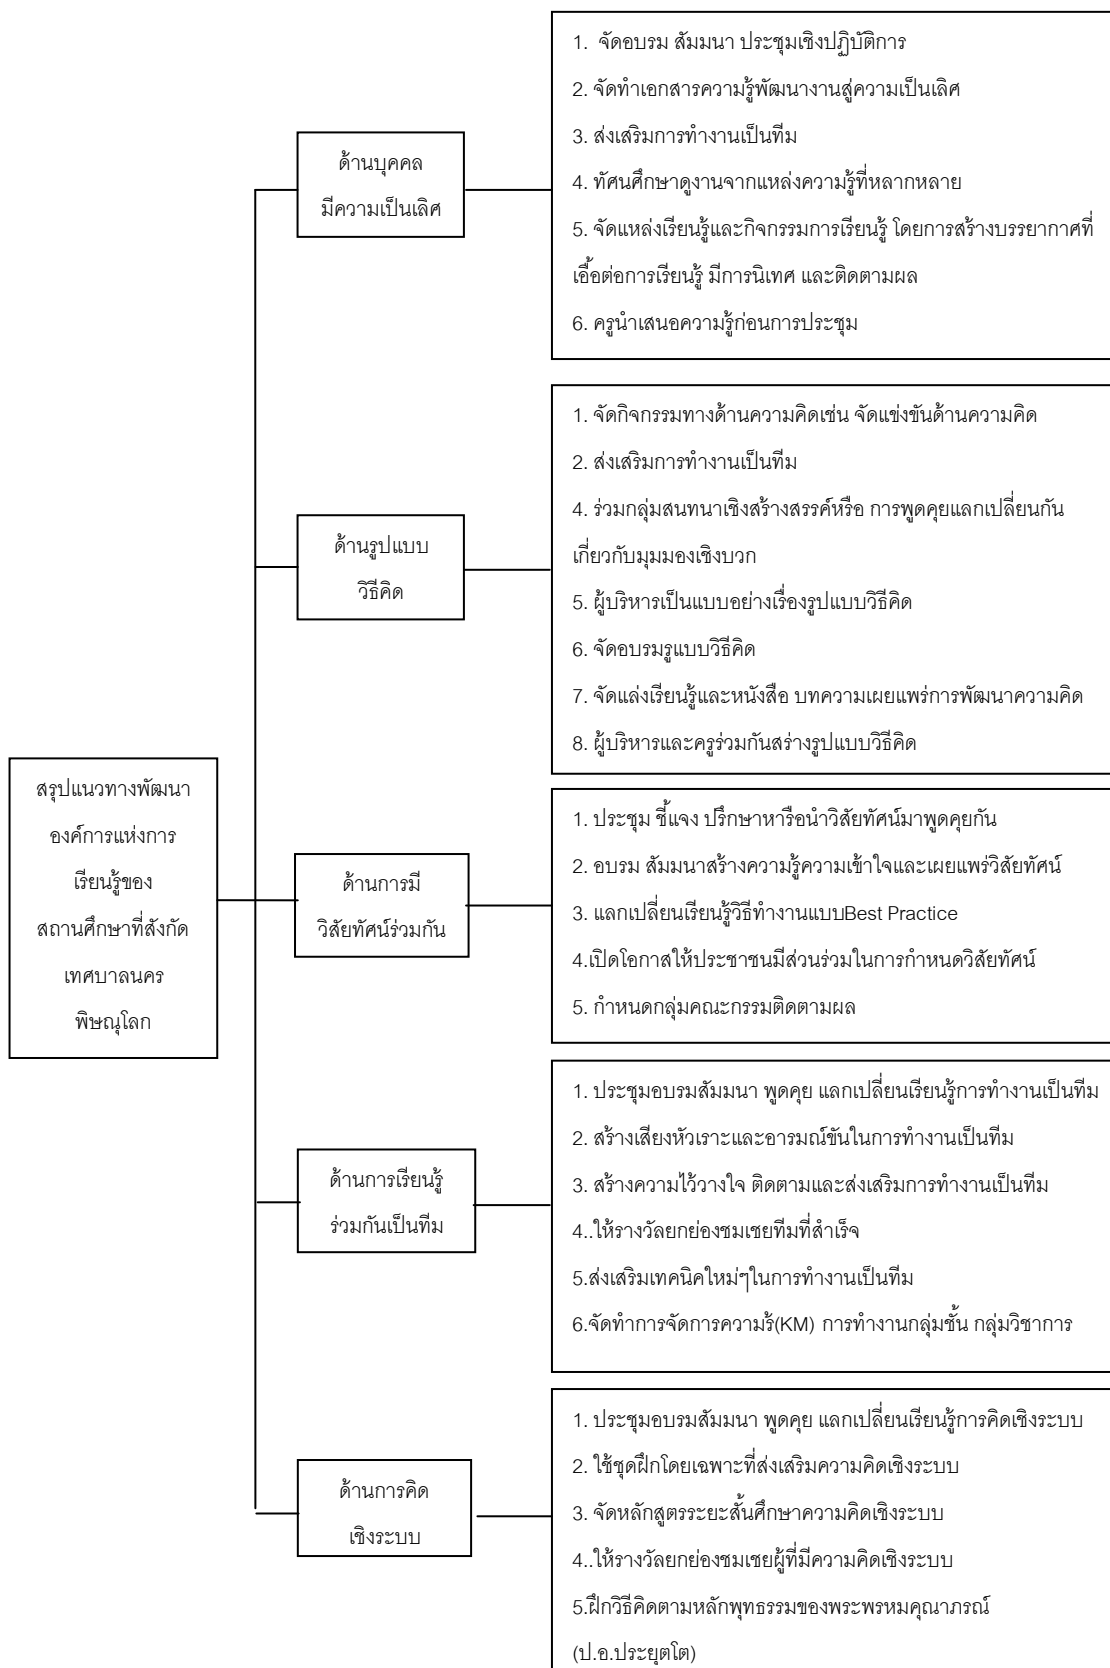 สรุปแนวทางพัฒนา
องค์การแห่งการ
เรียนรู้ของ
สถานศึกษาที่สังกัด
เทศบาลนคร
พิษณุโลก
ด้านบุคคล
มีความเป็นเลิศ
1. จัดอบรม สัมมนา ประชุมเชิงปฏิบัติการ
2. จัดทำเอกสารความรู้พัฒนางานสู่ความเป็นเลิศ
3. ส่งเสริมการทำงานเป็นทีม
4. ทัศนศึกษาดูงานจากแหล่งความรู้ที่หลากหลาย
5. จัดแหล่งเรียนรู้และกิจกรรมการเรียนรู้ โดยการสร้างบรรยากาศที่
เอื้อต่อการเรียนรู้ มีการนิเทศ และติดตามผล
6. ครูนำเสนอความรู้ก่อนการประชุม
ด้านรูปแบบ
วิธีคิด
1. จัดกิจกรรมทางด้านความคิดเช่น จัดแข่งขันด้านความคิด
2. ส่งเสริมการทำงานเป็นทีม
4. ร่วมกลุ่มสนทนาเชิงสร้างสรรค์หรือ การพูดคุยแลกเปลี่ยนกัน
เกี่ยวกับมุมมองเชิงบวก
5. ผู้บริหารเป็นแบบอย่างเรื่องรูปแบบวิธีคิด
6. จัดอบรมรูแบบวิธีคิด
7. จัดแล่งเรียนรู้และหนังสือ บทความเผยแพร่การพัฒนาความคิด
8. ผู้บริหารและครูร่วมกันสร่างรูปแบบวิธีคิด
ด้านการมี
วิสัยทัศน์ร่วมกัน
1. ประชุม ชี้แจง ปรึกษาหารือนำวิสัยทัศน์มาพูดคุยกัน
2. อบรม สัมมนาสร้างความรู้ความเข้าใจและเผยแพร่วิสัยทัศน์
3. แลกเปลี่ยนเรียนรู้วิธีทำงานแบบBest Practice
4.เปิดโอกาสให้ประชาชนมีส่วนร่วมในการกำหนดวิสัยทัศน์
5. กำหนดกลุ่มคณะกรรมติดตามผล
ด้านการเรียนรู้
ร่วมกันเป็นทีม
1. ประชุมอบรมสัมมนา พูดคุย แลกเปลี่ยนเรียนรู้การทำงานเป็นทีม
2. สร้างเสียงหัวเราะและอารมณ์ขันในการทำงานเป็นทีม
3. สร้างความไว้วางใจ ติดตามและส่งเสริมการทำงานเป็นทีม
4..ให้รางวัลยกย่องชมเชยทีมที่สำเร็จ
5.ส่งเสริมเทคนิคใหม่ๆในการทำงานเป็นทีม
6.จัดทำการจัดการความร้(KM) การทำงานกลุ่มชั้น กลุ่มวิชาการ
ด้านการคิด
เชิงระบบ
1. ประชุมอบรมสัมมนา พูดคุย แลกเปลี่ยนเรียนรู้การคิดเชิงระบบ
2. ใช้ชุดฝึกโดยเฉพาะที่ส่งเสริมความคิดเชิงระบบ
3. จัดหลักสูตรระยะสั้นศึกษาความคิดเชิงระบบ
4..ให้รางวัลยกย่องชมเชยผู้ที่มีความคิดเชิงระบบ
5.ฝึกวิธีคิดตามหลักพุทธรรมของพระพรหมคุณาภรณ์
(ป.อ.ประยุตโต)